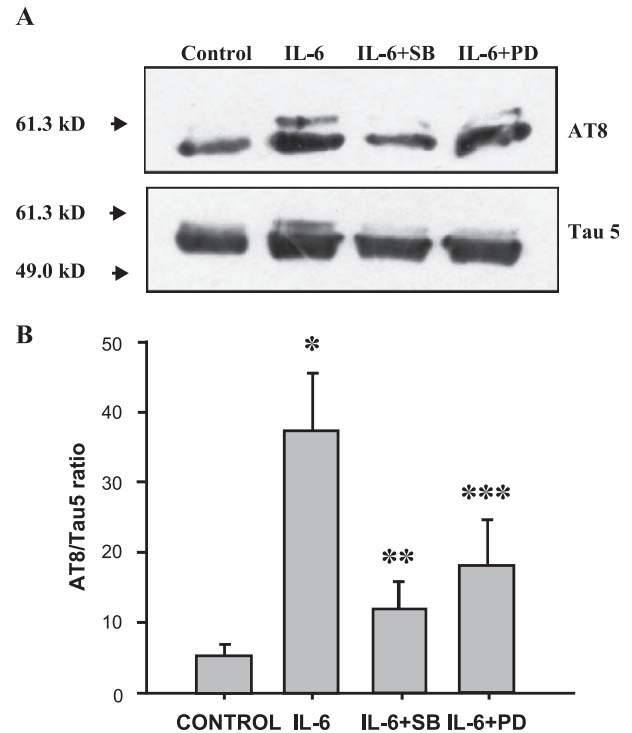 A
Control IL-6 IL-6+SB IL-6+PD
61.3 kD
AT8
61.3 kD
Tau 5
49.0 kD
B
AT8/Tau5 ratio
50
40
30
20
10
0
*
**
***
CONTROL IL-6 IL-6+SB IL-6+PD